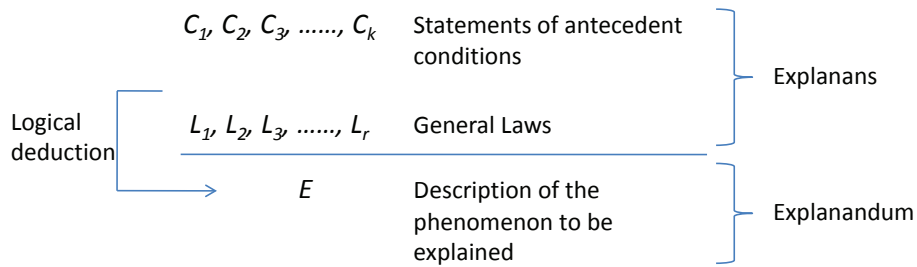 C1, C2, C3, ......, Ck Statements of antecedent
conditions
Explanans
Logical
deduction
L1, L2, L3, ......, Lr General Laws
E Description of the
phenomenon to be
explained
Explanandum